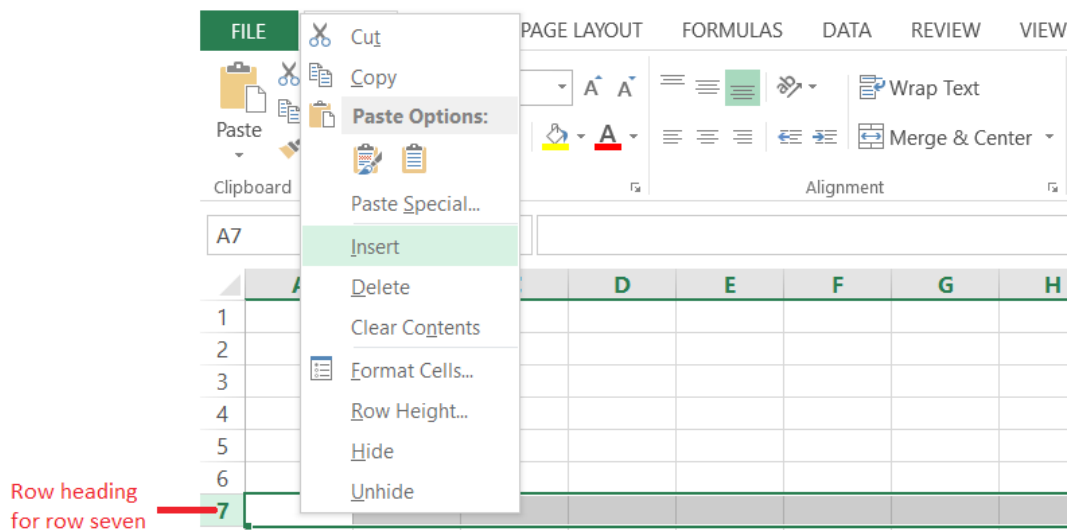 FILE
PAGE LAYOUT
FORMULAS
DATA
REVIEW
VIEW
Cut
Copy
Paste Options:
Paste Special...
Insert
Delete
Clear Contents
Format Cells...
Row Height...
Hide
Unhide
Paste
Clipboard
A A
A
Wrap Text
Merge & Center
Alignment
A7
D E F G H
1
2
3
4
5
6
7
Row heading
for row seven